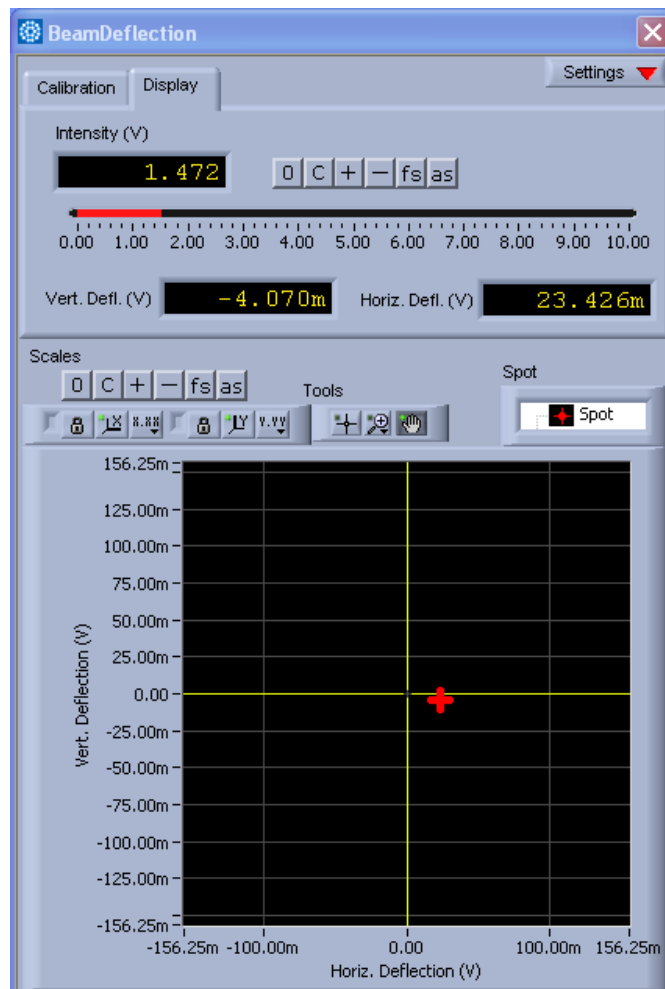 BeamDeflection
Settings
Calibration Display
Intensity (V)
1.472
0 C + − fs as
0.00 1.00 2.00 3.00 4.00 5.00 6.00 7.00 8.00 9.00 10.00
Vert. Defl. (V) -4.070m Horiz. Defl. (V) 23.426m
Scales
0 C + − fs as
Tools
Spot
X X.XX Y Y.YY
Spot
156.25m
125.00m
100.00m
75.00m
50.00m
25.00m
0.00
-25.00m
-50.00m
-75.00m
-100.00m
-125.00m
-156.25m
Vert. Deflection (V)
-156.25m -100.00m 0.00 100.00m 156.25m
Horiz. Deflection (V)